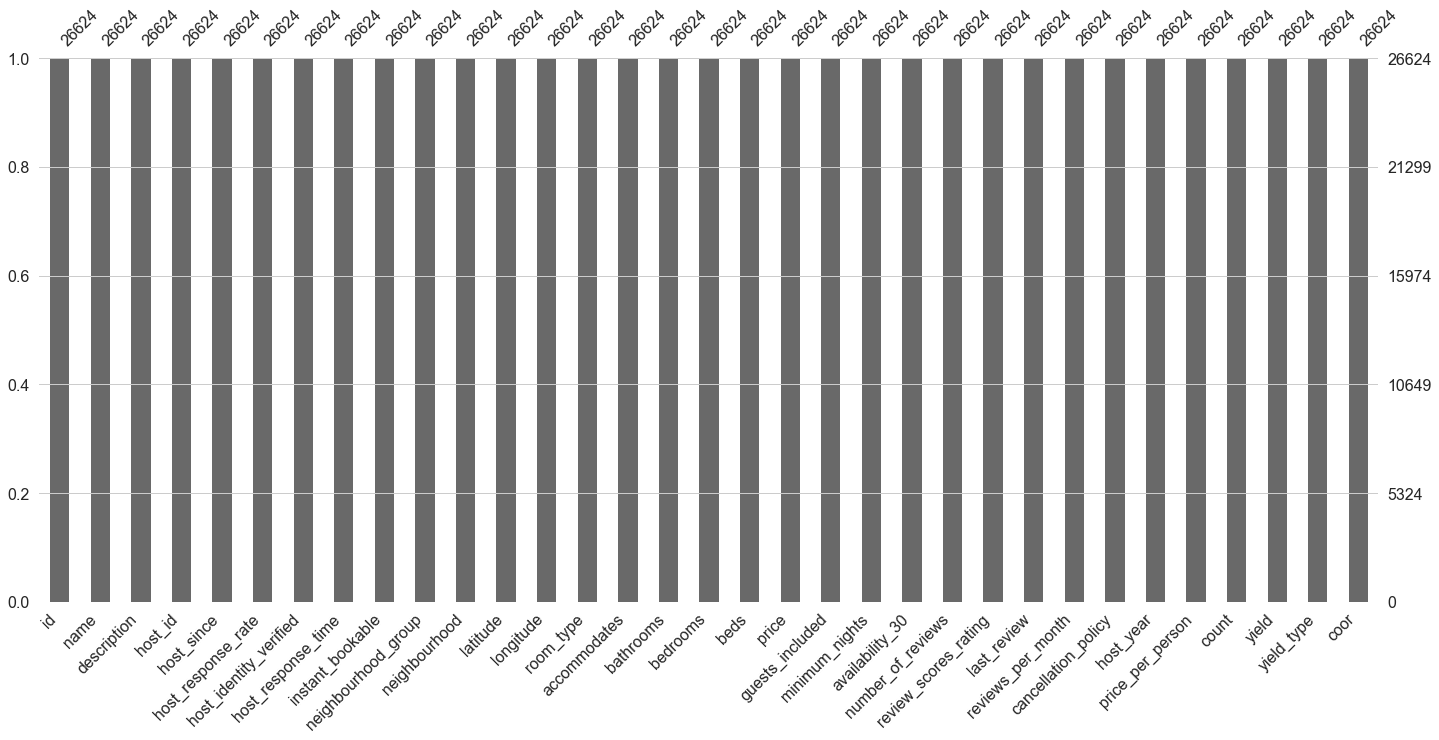 26624 26624 26624 26624 26624 26624 26624 26624 26624 26624 26624 26624 26624 26624 26624 26624 26624 26624 26624 26624 26624 26624 26624 26624 26624 26624 26624 26624 26624 26624 26624 26624 26624
1.0 26624
0.8 21299
0.6 15974
0.4 10649
0.2 5324
0.0 0
id
name
description
host_id
host_since
host_response_rate
host_identity_verified
host_response_time
instant_bookable
neighbourhood_group
neighbourhood
latitude
longitude
room_type
accommodates
bathrooms
bedrooms
beds
price
guests_included
minimum_nights
availability_30
number_of_reviews
review_scores_rating
last_review
reviews_per_month
cancellation_policy
host_year
price_per_person
count
yield
yield_type
coor